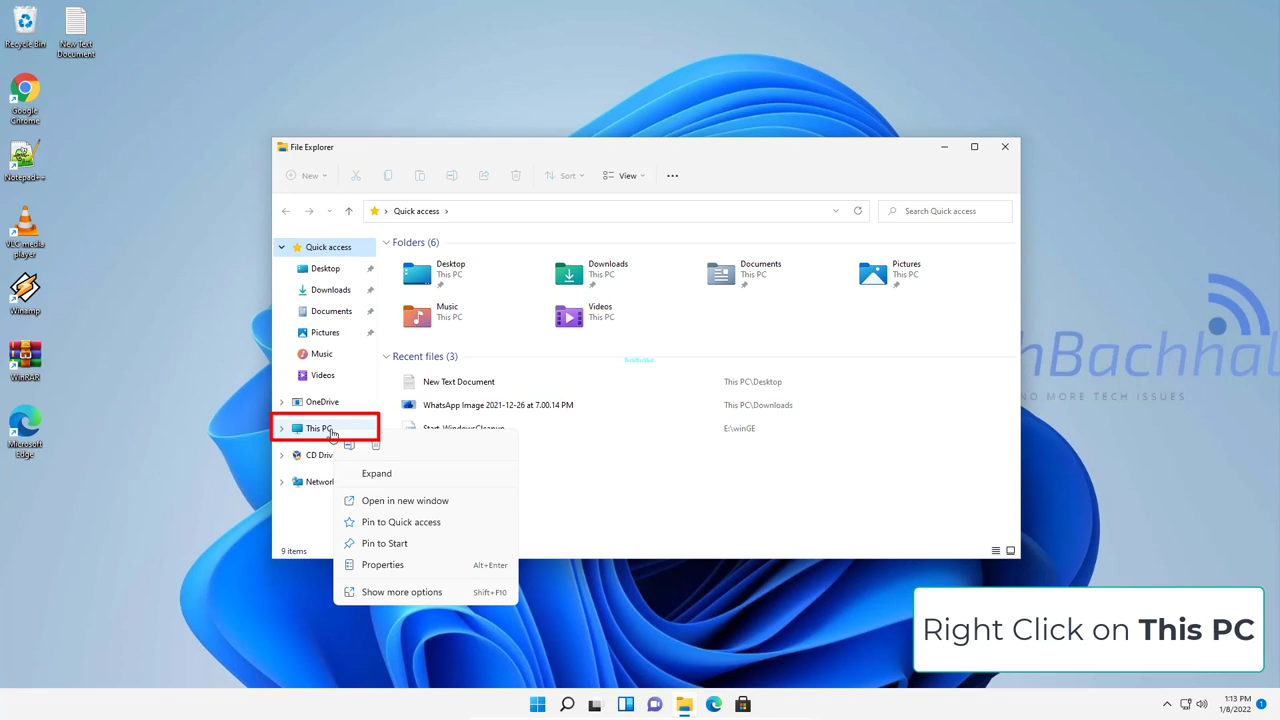 Recycle Bin
New Text Document
Google Chrome
Notepad++
VLC media player
Winamp
WinRAR
Microsoft Edge
File Explorer
New
Sort
View
Quick access
Search Quick access
Quick access
Desktop
Downloads
Documents
Pictures
Music
Videos
OneDrive
This PC
CD Driv
Network
Folders (6)
Desktop
This PC
Downloads
This PC
Documents
This PC
Pictures
This PC
Music
This PC
Videos
This PC
Recent files (3)
TechBachhal
New Text Document This PC\Desktop
WhatsApp Image 2021-12-26 at 7.00.14 PM This PC\Downloads
Start_WindowsCleanup E:\winGE
Expand
Open in new window
Pin to Quick access
Pin to Start
Properties Alt+Enter
Show more options Shift+F10
9 items
hBachhal
NO MORE TECH ISSUES
Right Click on This PC
1:13 PM
1/8/2022
1